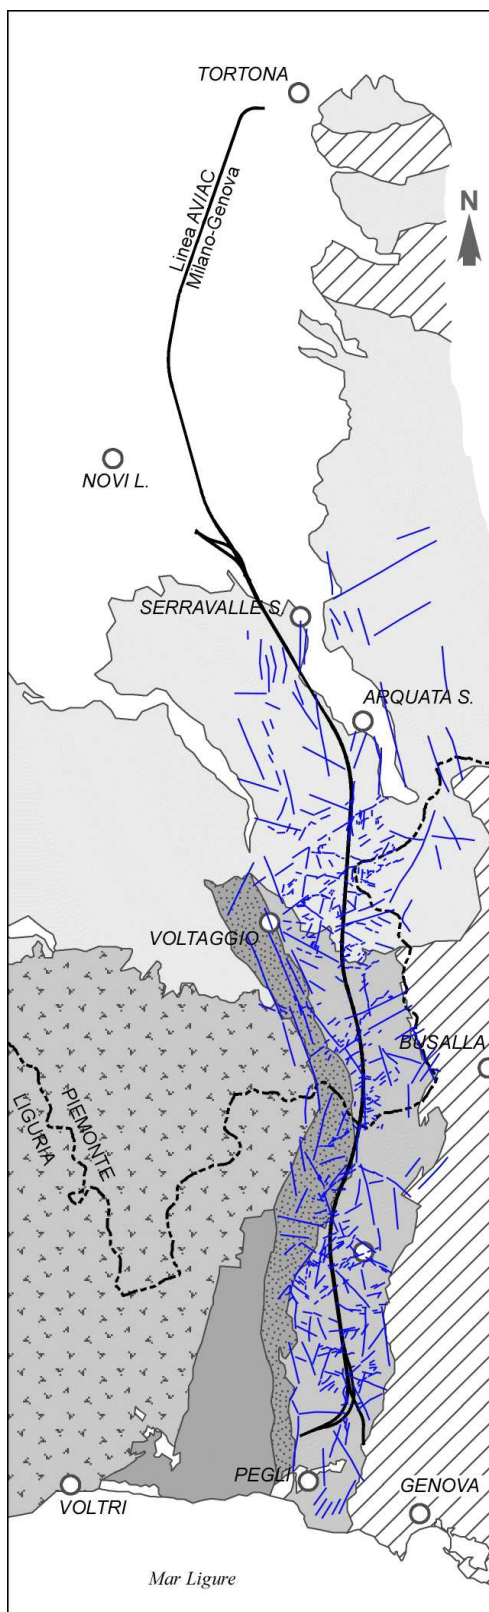 TORTONA
N
Linea AV/AC
Milano-Genova
NOVI L.
SERRAVALLE S.
ARQUATA S.
VOLTAGGIO
BUSALLA
PIEMONTE
LIGURIA
PEGLI
GENOVA
VOLTRI
Mar Ligure